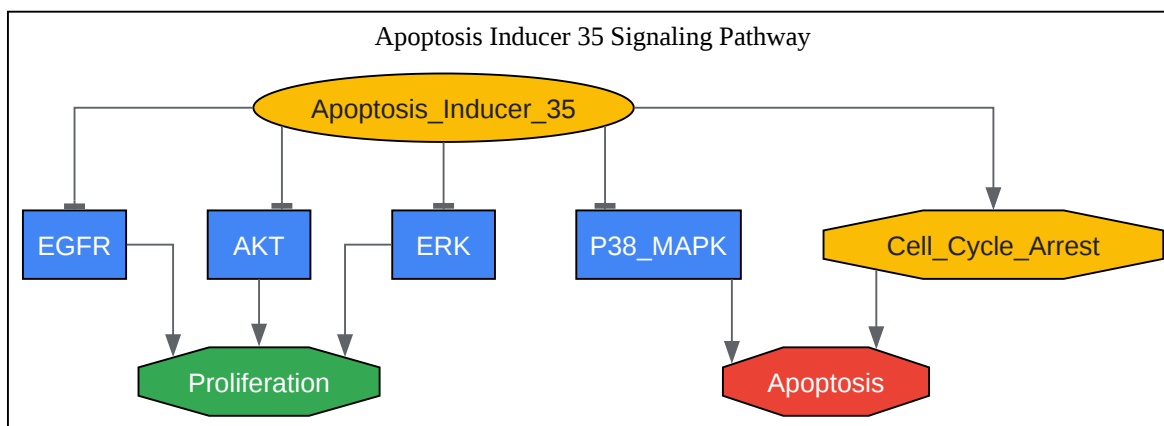 Apoptosis Inducer 35 Signaling Pathway
Apoptosis_Inducer_35
EGFR
AKT
ERK
P38_MAPK
Cell_Cycle_Arrest
Proliferation
Apoptosis